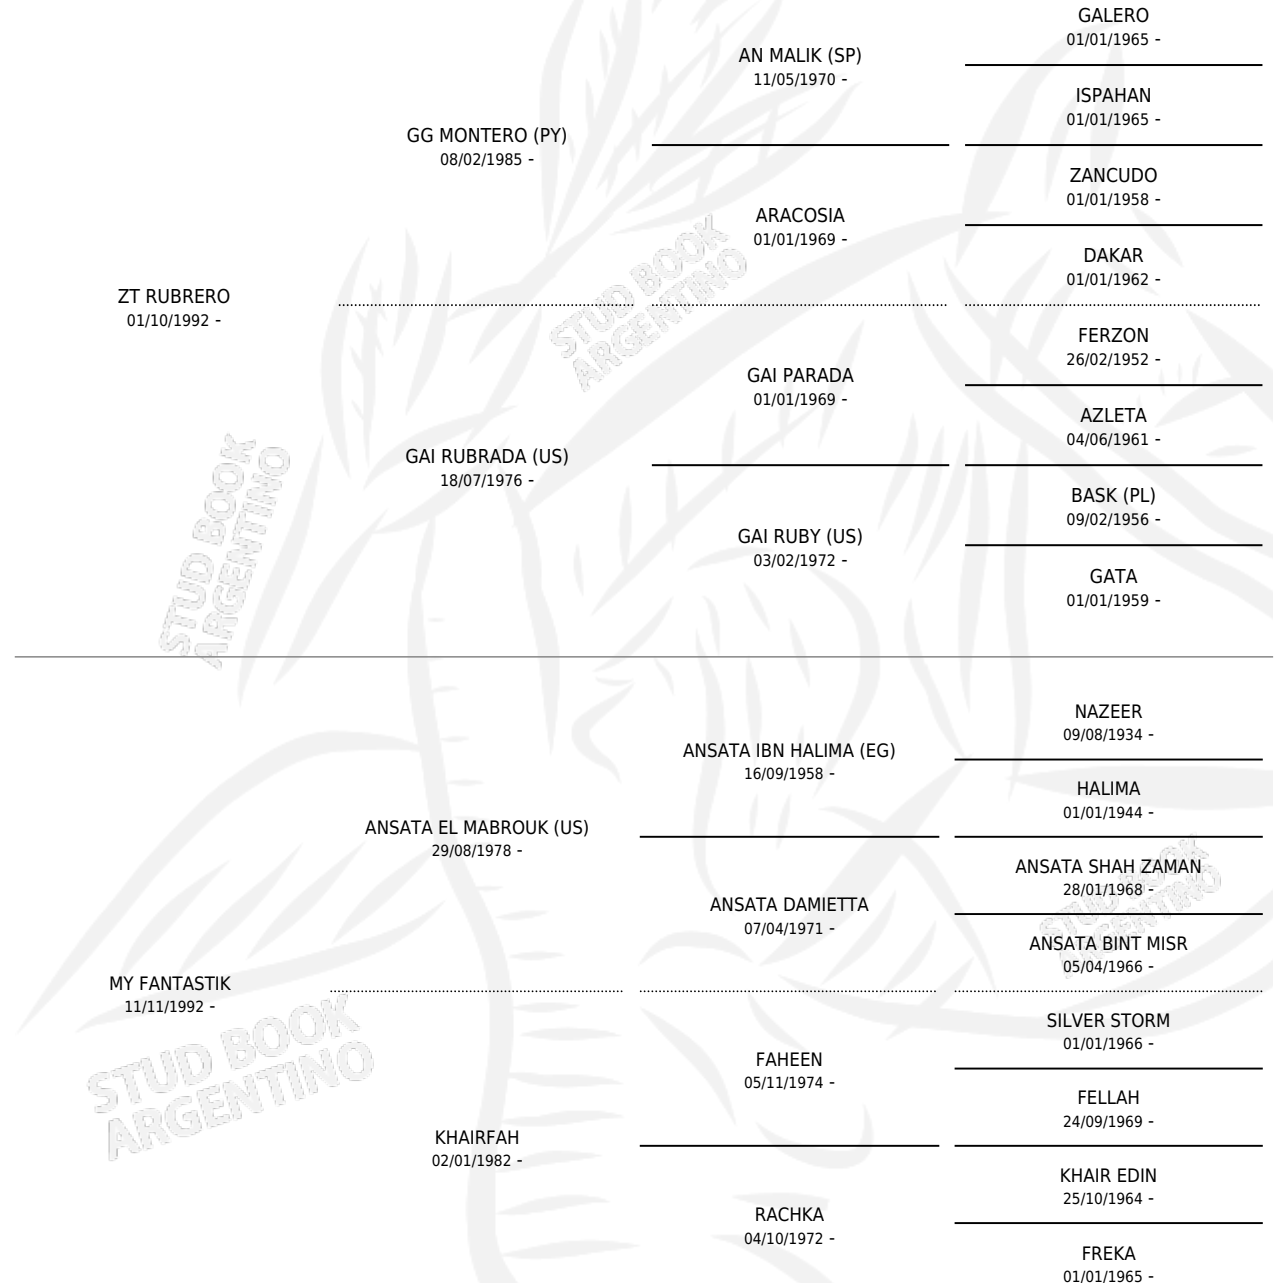 GALERO
01/01/1965 -
AN MALIK (SP)
11/05/1970 -
ISPAHAN
01/01/1965 -
GG MONTERO (PY)
08/02/1985 -
ZANCUDO
01/01/1958 -
ARACOSIA
01/01/1969 -
DAKAR
01/01/1962 -
ZT RUBRERO
01/10/1992 -
FERZON
26/02/1952 -
GAI PARADA
01/01/1969 -
AZLETA
04/06/1961 -
GAI RUBRADA (US)
18/07/1976 -
BASK (PL)
09/02/1956 -
GAI RUBY (US)
03/02/1972 -
GATA
01/01/1959 -
STUD BOOK
ARGENTINO
STUD BOOK
ARGENTINO
NAZEER
09/08/1934 -
ANSATA IBN HALIMA (EG)
16/09/1958 -
HALIMA
01/01/1944 -
ANSATA EL MABROUK (US)
29/08/1978 -
ANSATA SHAH ZAMAN
28/01/1968 -
ANSATA DAMIETTA
07/04/1971 -
ANSATA BINT MISR
05/04/1966 -
MY FANTASTIK
11/11/1992 -
SILVER STORM
01/01/1966 -
FAHEEN
05/11/1974 -
FELLAH
24/09/1969 -
KHAIRFAH
02/01/1982 -
KHAIR EDIN
25/10/1964 -
RACHKA
04/10/1972 -
FREKA
01/01/1965 -
STUD BOOK
ARGENTINO
STUD BOOK
ARGENTINO